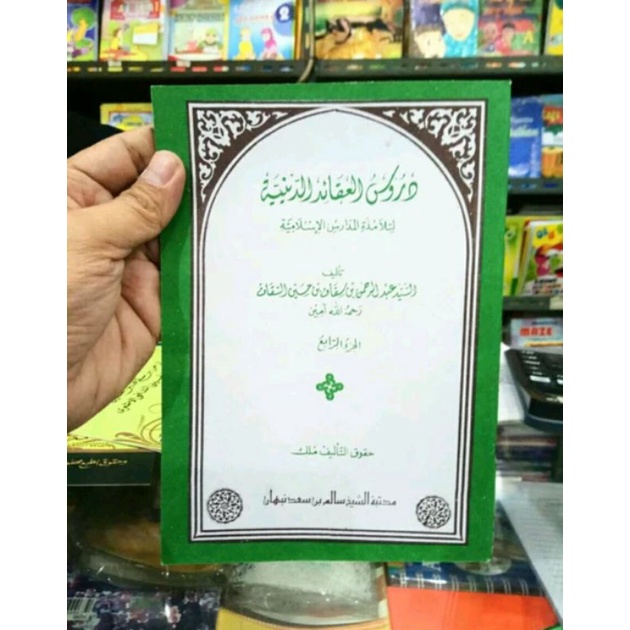 دروس العقائد الدينية
لتلامذة المدارس الإسلامية
تأليف
السيد عبد الرحمن بن سقاف بن حسين السقاف
رحمه الله آمين
الجزء الرابع
حقوق التأليف ملك
مكتبة الشيخ سالم بن سعد نبهان
MAZE